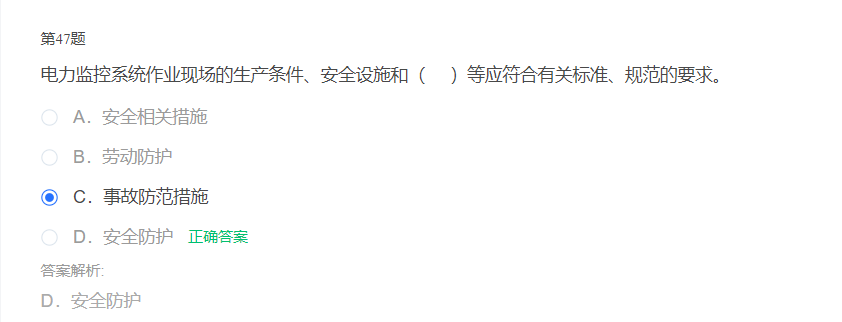 第47题
电力监控系统作业现场的生产条件、安全设施和（ ）等应符合有关标准、规范的要求。
A. 安全相关措施
B. 劳动防护
C. 事故防范措施
D. 安全防护 正确答案
答案解析:
D. 安全防护